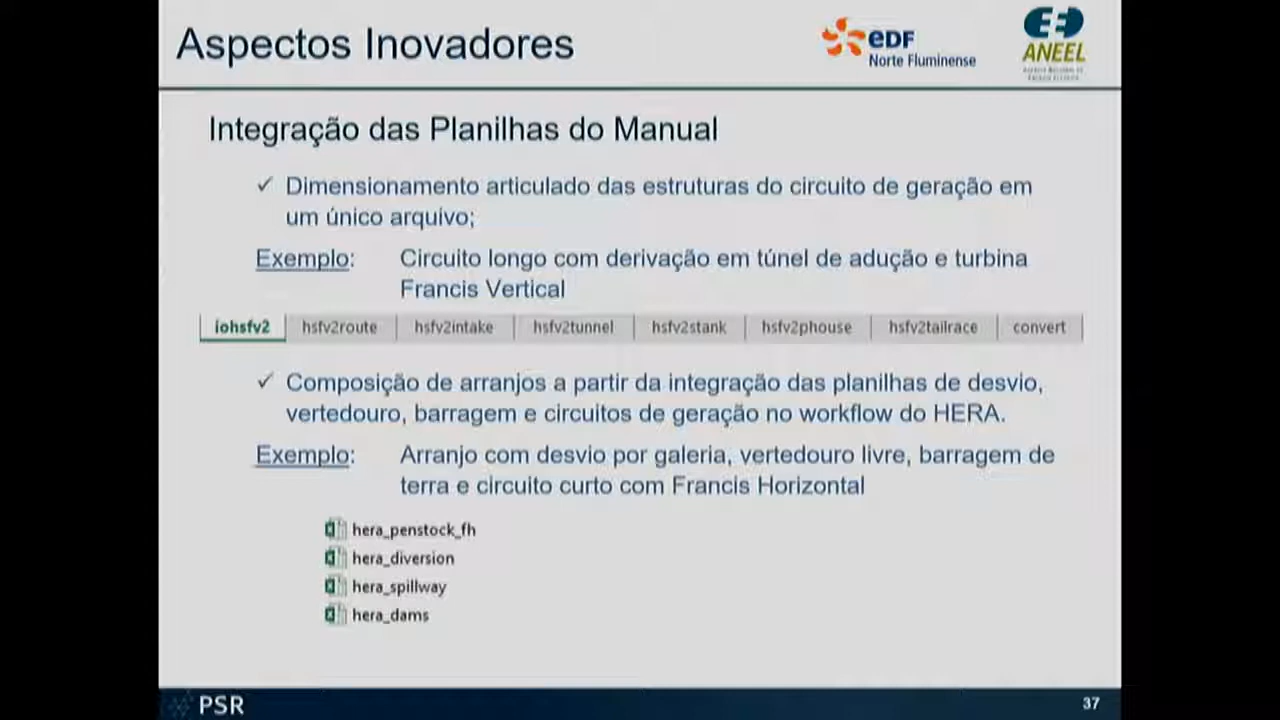 Aspectos Inovadores
eDF
Norte Fluminense
ANEEL
Integração das Planilhas do Manual
✓ Dimensionamento articulado das estruturas do circuito de geração em
um único arquivo;
Exemplo: Circuito longo com derivação em túnel de adução e turbina
Francis Vertical
iohsfv2 hsfv2route hsfv2intake hsfv2tunnel hsfv2stank hsfv2phouse hsfv2tailrace convert
✓ Composição de arranjos a partir da integração das planilhas de desvio,
vertedouro, barragem e circuitos de geração no workflow do HERA.
Exemplo: Arranjo com desvio por galeria, vertedouro livre, barragem de
terra e circuito curto com Francis Horizontal
hera_penstock_fh
hera_diversion
hera_spillway
hera_dams
PSR
37